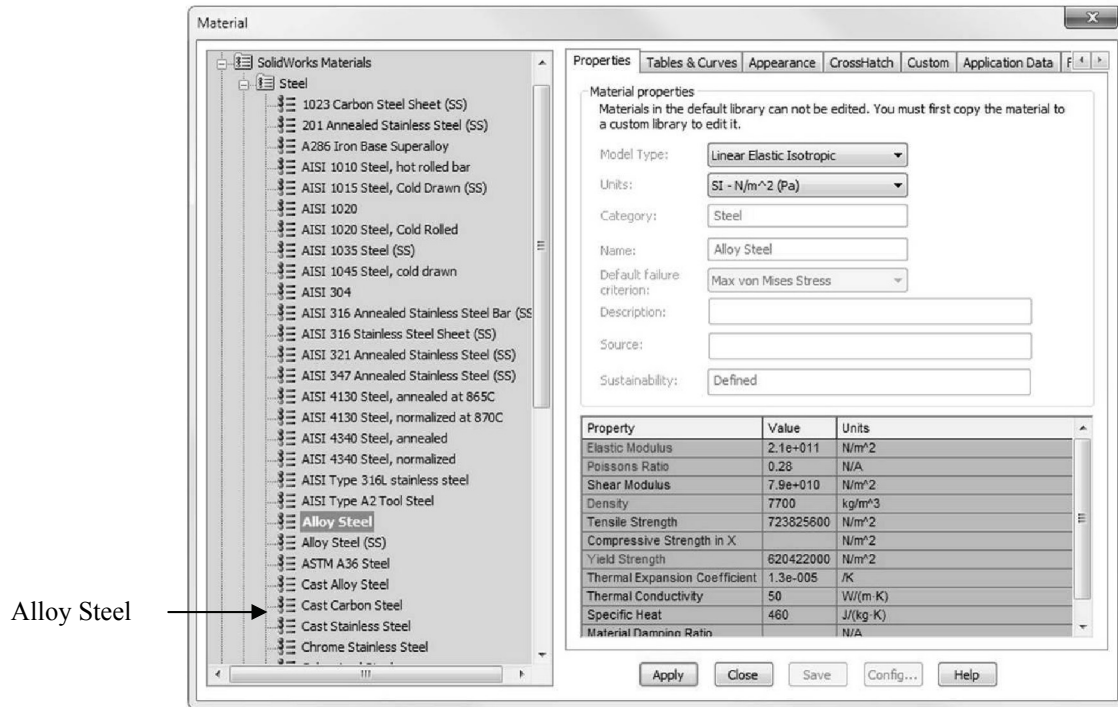 Material
SolidWorks Materials
Steel
1023 Carbon Steel Sheet (SS)
201 Annealed Stainless Steel (SS)
A286 Iron Base Superalloy
AISI 1010 Steel, hot rolled bar
AISI 1015 Steel, Cold Drawn (SS)
AISI 1020
AISI 1020 Steel, Cold Rolled
AISI 1035 Steel (SS)
AISI 1045 Steel, cold drawn
AISI 304
AISI 316 Annealed Stainless Steel Bar (SS
AISI 316 Stainless Steel Sheet (SS)
AISI 321 Annealed Stainless Steel (SS)
AISI 347 Annealed Stainless Steel (SS)
AISI 4130 Steel, annealed at 865C
AISI 4130 Steel, normalized at 870C
AISI 4340 Steel, annealed
AISI 4340 Steel, normalized
AISI Type 316L stainless steel
AISI Type A2 Tool Steel
Alloy Steel
Alloy Steel (SS)
ASTM A36 Steel
Cast Alloy Steel
Cast Carbon Steel
Cast Stainless Steel
Chrome Stainless Steel
Alloy Steel
Properties Tables & Curves Appearance CrossHatch Custom Application Data F
Material properties
Materials in the default library can not be edited. You must first copy the material to
a custom library to edit it.
Model Type: Linear Elastic Isotropic
Units: SI - N/m^2 (Pa)
Category: Steel
Name: Alloy Steel
Default failure
criterion: Max von Mises Stress
Description:
Source:
Sustainability: Defined
Property Value Units
Elastic Modulus 2.1e+011 N/m^2
Poissons Ratio 0.28 N/A
Shear Modulus 7.9e+010 N/m^2
Density 7700 kg/m^3
Tensile Strength 723825600 N/m^2
Compressive Strength in X N/m^2
Yield Strength 620422000 N/m^2
Thermal Expansion Coefficient 1.3e-005 /K
Thermal Conductivity 50 W/(m·K)
Specific Heat 460 J/(kg·K)
Material Damping Ratio N/A
Apply Close Save Config... Help